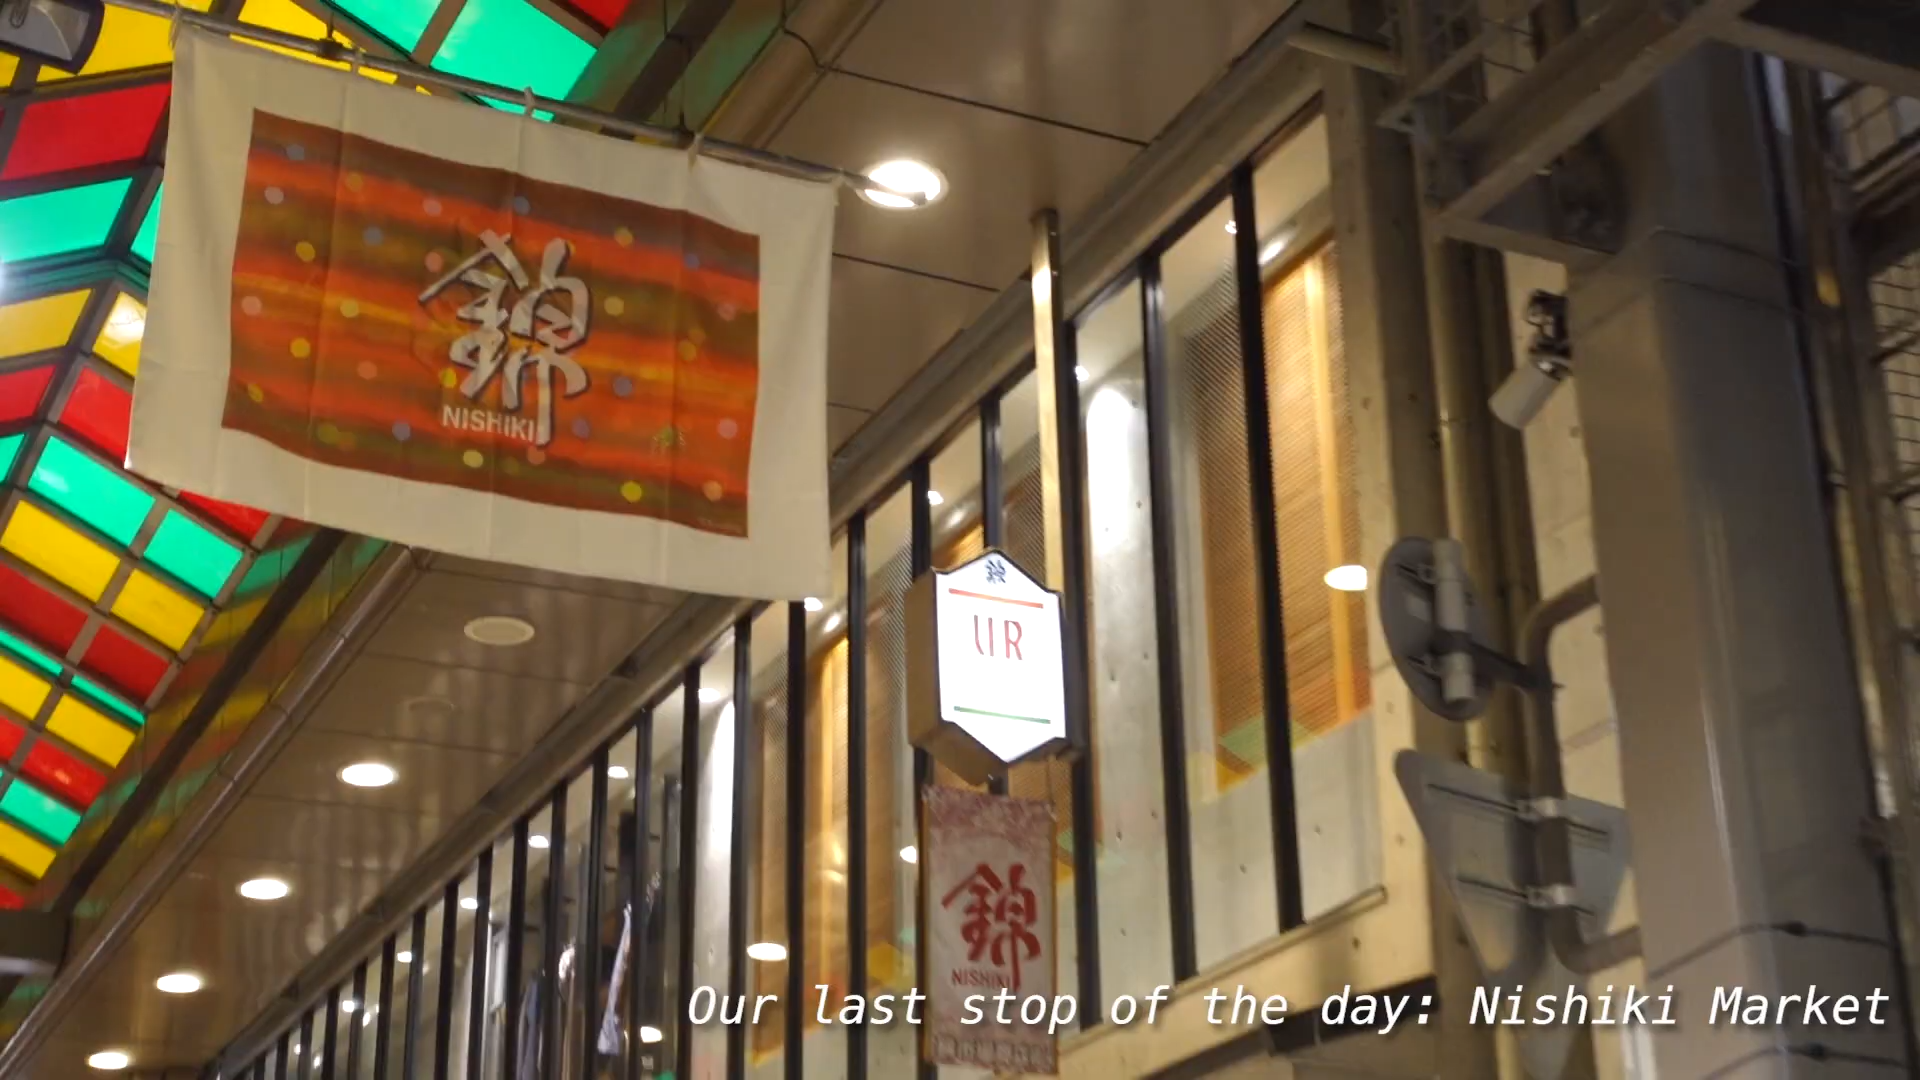 錦
NISHIKI
UR
錦
NISHIKI
Our last stop of the day: Nishiki Market